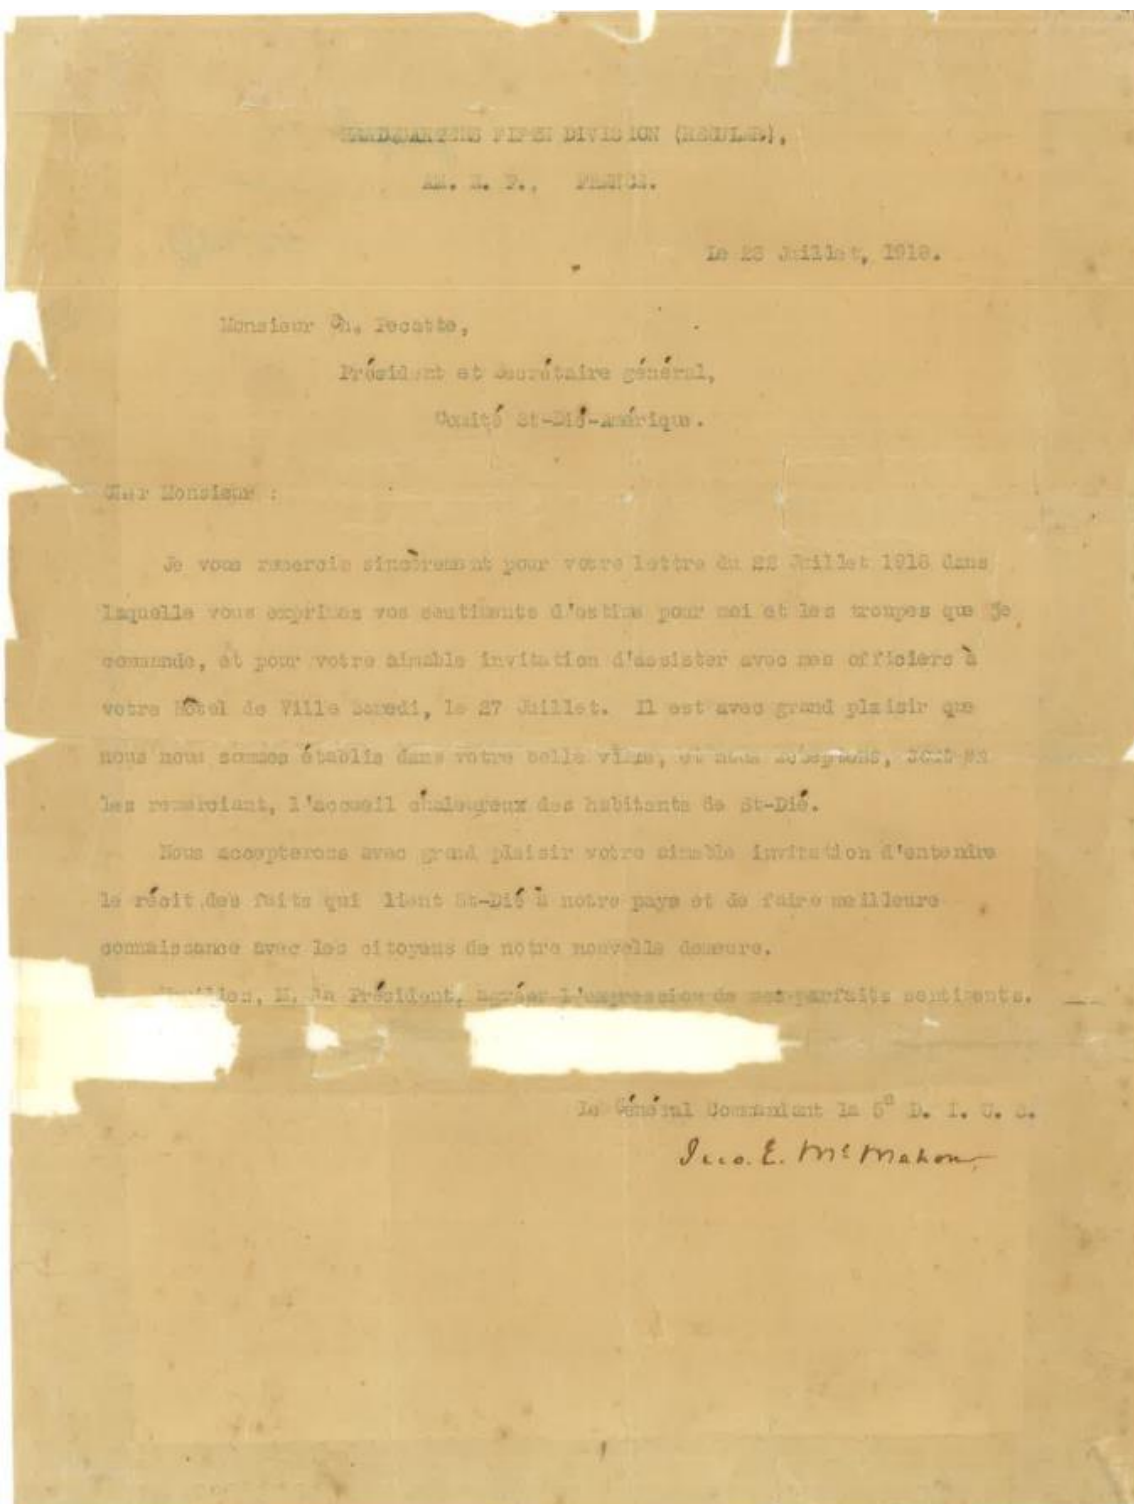 HEADQUARTERS FIFTH DIVISION (REGULAR),
AM. E. F., FRANCE.
Le 23 Juillet, 1918.
Monsieur Ch. Pecatte,
Président et Secrétaire général,
Comité St-Dié-Amérique.
Cher Monsieur :
Je vous remercie sincèrement pour votre lettre du 22 Juillet 1918 dans
laquelle vous exprimez vos sentiments d'estime pour moi et les troupes que je
commande, et pour votre aimable invitation d'assister avec mes officiers à
votre Hôtel de Ville Samedi, le 27 Juillet. Il est avec grand plaisir que
nous nous sommes établis dans votre belle ville, et nous acceptons, tout en
les remerciant, l'accueil chaleureux des habitants de St-Dié.
Nous accepterons avec grand plaisir votre aimable invitation d'entendre
le récit des faits qui lient St-Dié à notre pays et de faire meilleure
connaissance avec les citoyens de notre nouvelle demeure.
Veuillez, M. le Président, agréer l'expression de mes parfaits sentiments.
Le Général Commandant la 5e D. I. U. S.
Jno. E. McMahon